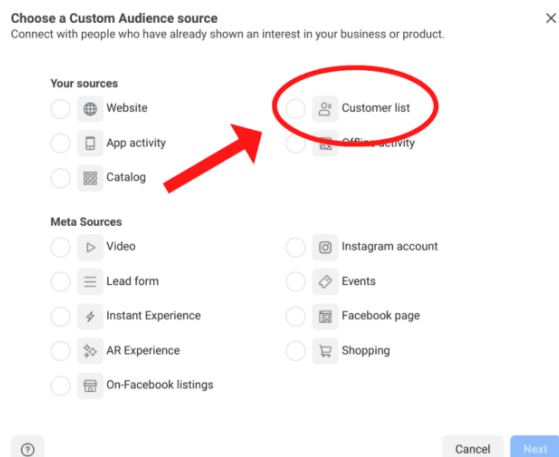 Choose a Custom Audience source
Connect with people who have already shown an interest in your business or product.
Your sources
Website
Customer list
App activity
Offline activity
Catalog
Meta Sources
Video
Instagram account
Lead form
Events
Instant Experience
Facebook page
AR Experience
Shopping
On-Facebook listings
Cancel
Next